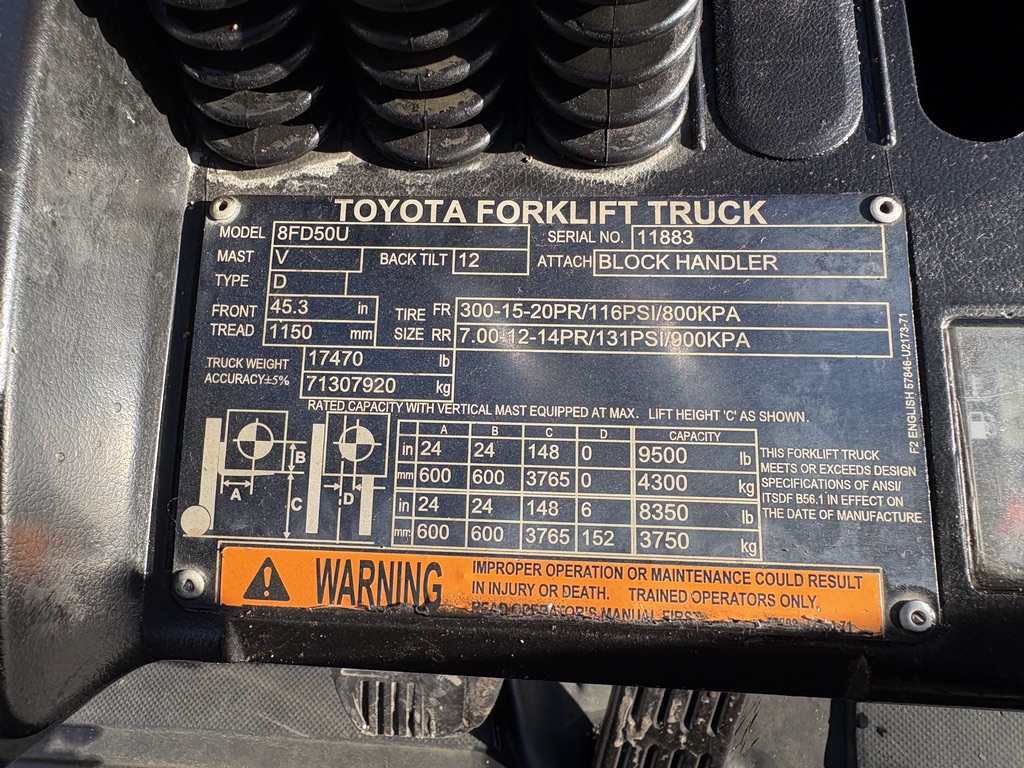 TOYOTA FORKLIFT TRUCK
MODEL 8FD50U SERIAL NO. 11883
MAST V BACK TILT 12 ATTACH BLOCK HANDLER
TYPE D
FRONT TREAD 45.3 in
1150 mm
TIRE SIZE FR 300-15-20PR/116PSI/800KPA
RR 7.00-12-14PR/131PSI/900KPA
TRUCK WEIGHT 17470 lb
ACCURACY±5% 71307920 kg
RATED CAPACITY WITH VERTICAL MAST EQUIPPED AT MAX. LIFT HEIGHT 'C' AS SHOWN.
A B C D CAPACITY
in 24 24 148 0 9500 lb
mm 600 600 3765 0 4300 kg
in 24 24 148 6 8350 lb
mm 600 600 3765 152 3750 kg
A B C D
THIS FORKLIFT TRUCK
MEETS OR EXCEEDS DESIGN
SPECIFICATIONS OF ANSI/
ITSDF B56.1 IN EFFECT ON
THE DATE OF MANUFACTURE
F2 ENGLISH 57846-U2173-71
WARNING
IMPROPER OPERATION OR MAINTENANCE COULD RESULT
IN INJURY OR DEATH. TRAINED OPERATORS ONLY.
READ OPERATOR'S MANUAL FIRST